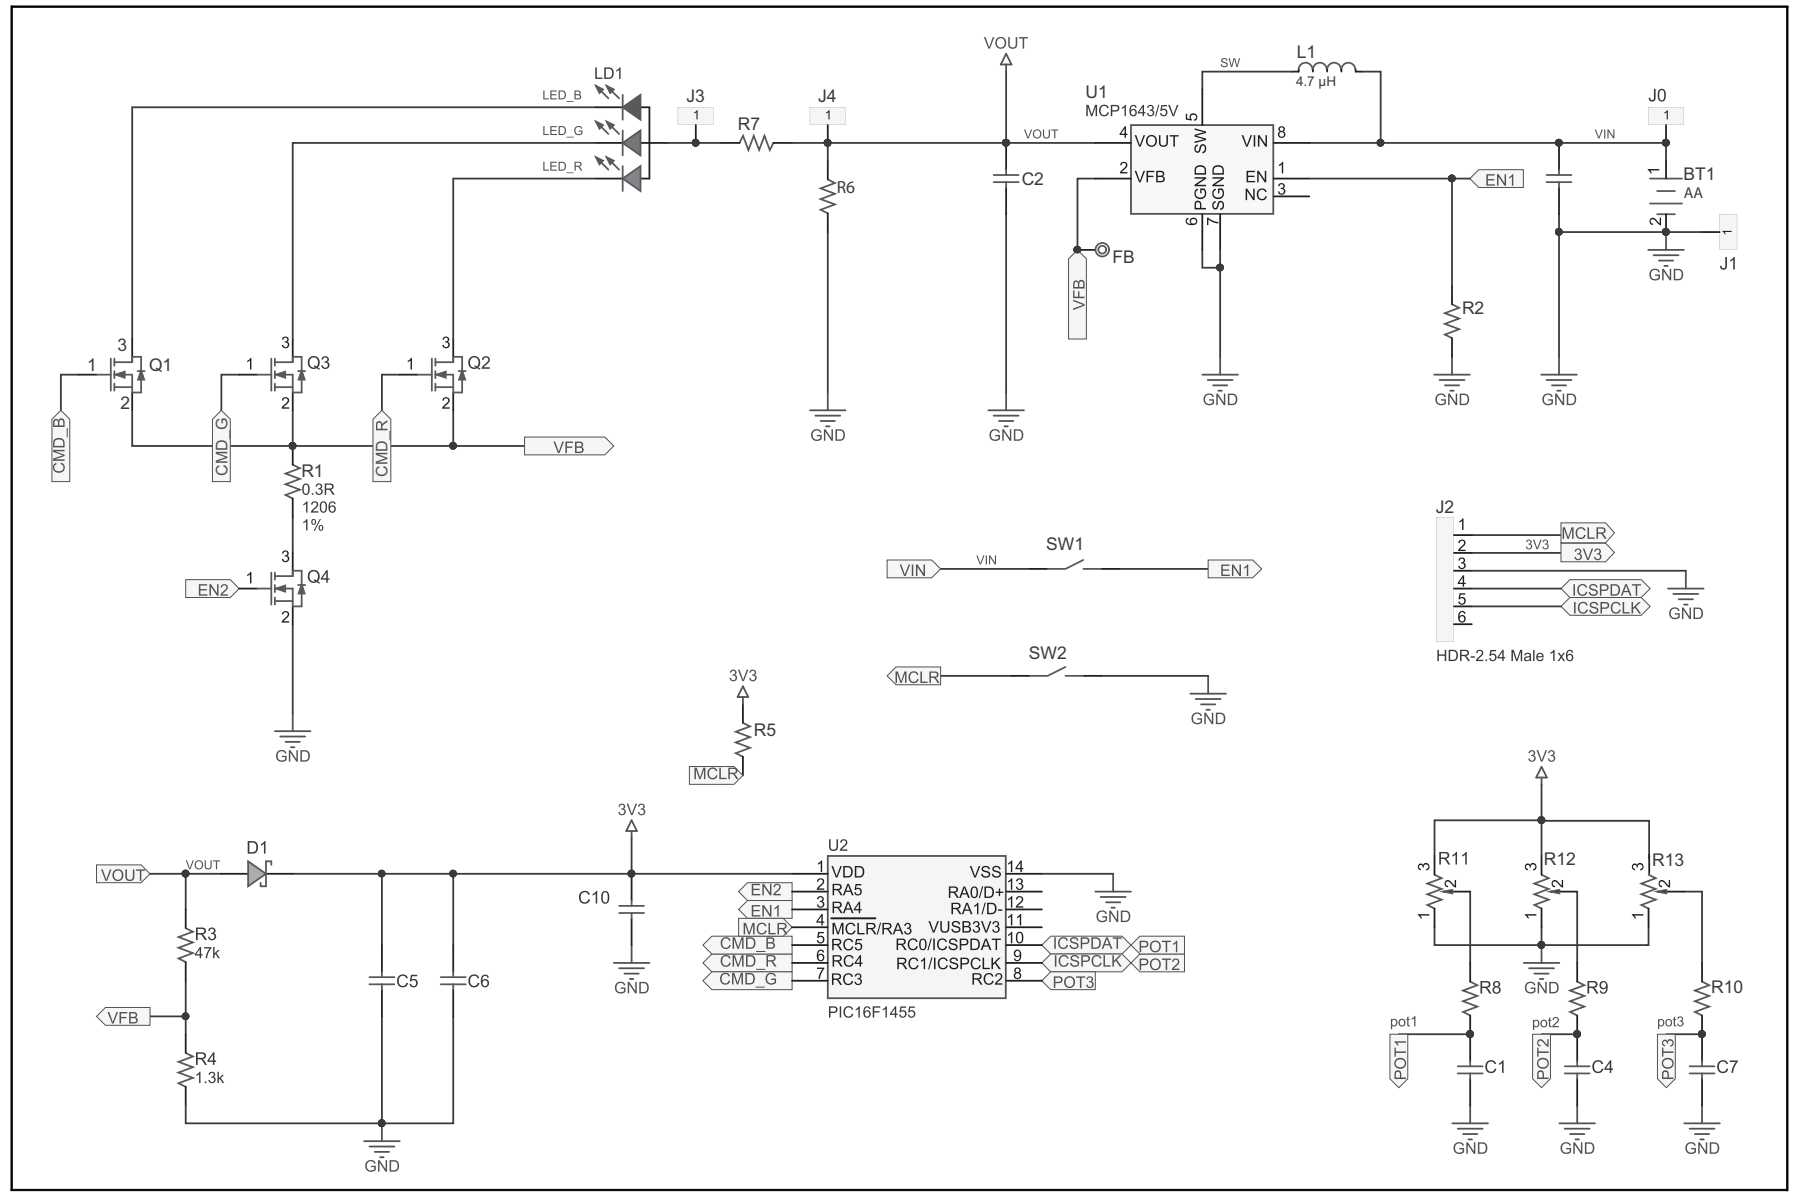 VOUT
LD1
LED_B
LED_G
LED_R
J3
1
R7
J4
1
R6
C2
VOUT
SW
L1
4.7 µH
U1
MCP1643/5V
4
VOUT
2
VFB
5
SW
VIN
8
EN
1
NC
3
PGND
SGND
6
7
FB
VFB
GND
EN1
R2
GND
VIN
J0
1
1
BT1
AA
2
GND
1
J1
GND
GND
GND
3
1
Q1
2
CMD_B
3
1
Q3
2
CMD_G
3
1
Q2
2
CMD_R
VFB
R1
0.3R
1206
1%
3
EN2
1
Q4
2
GND
VIN
VIN
SW1
EN1
MCLR
SW2
GND
J2
1
MCLR
2
3V3
3V3
3
4
ICSPDAT
5
ICSPCLK
6
GND
HDR-2.54 Male 1x6
3V3
R5
MCLR
VOUT
VOUT
D1
R3
47k
VFB
R4
1.3k
C5
C6
GND
3V3
C10
GND
U2
1
VDD
VSS
14
EN2
2
RA5
RA0/D+
13
EN1
3
RA4
RA1/D-
12
MCLR
4
MCLR/RA3
VUSB3V3
11
CMD_B
5
RC5
RC0/ICSPDAT
10
ICSPDAT
POT1
CMD_R
6
RC4
RC1/ICSPCLK
9
ICSPCLK
POT2
CMD_G
7
RC3
RC2
8
POT3
PIC16F1455
GND
3V3
3
R11
2
1
3
R12
2
1
3
R13
2
1
GND
R8
R9
R10
pot1
POT1
C1
GND
pot2
POT2
C4
GND
pot3
POT3
C7
GND